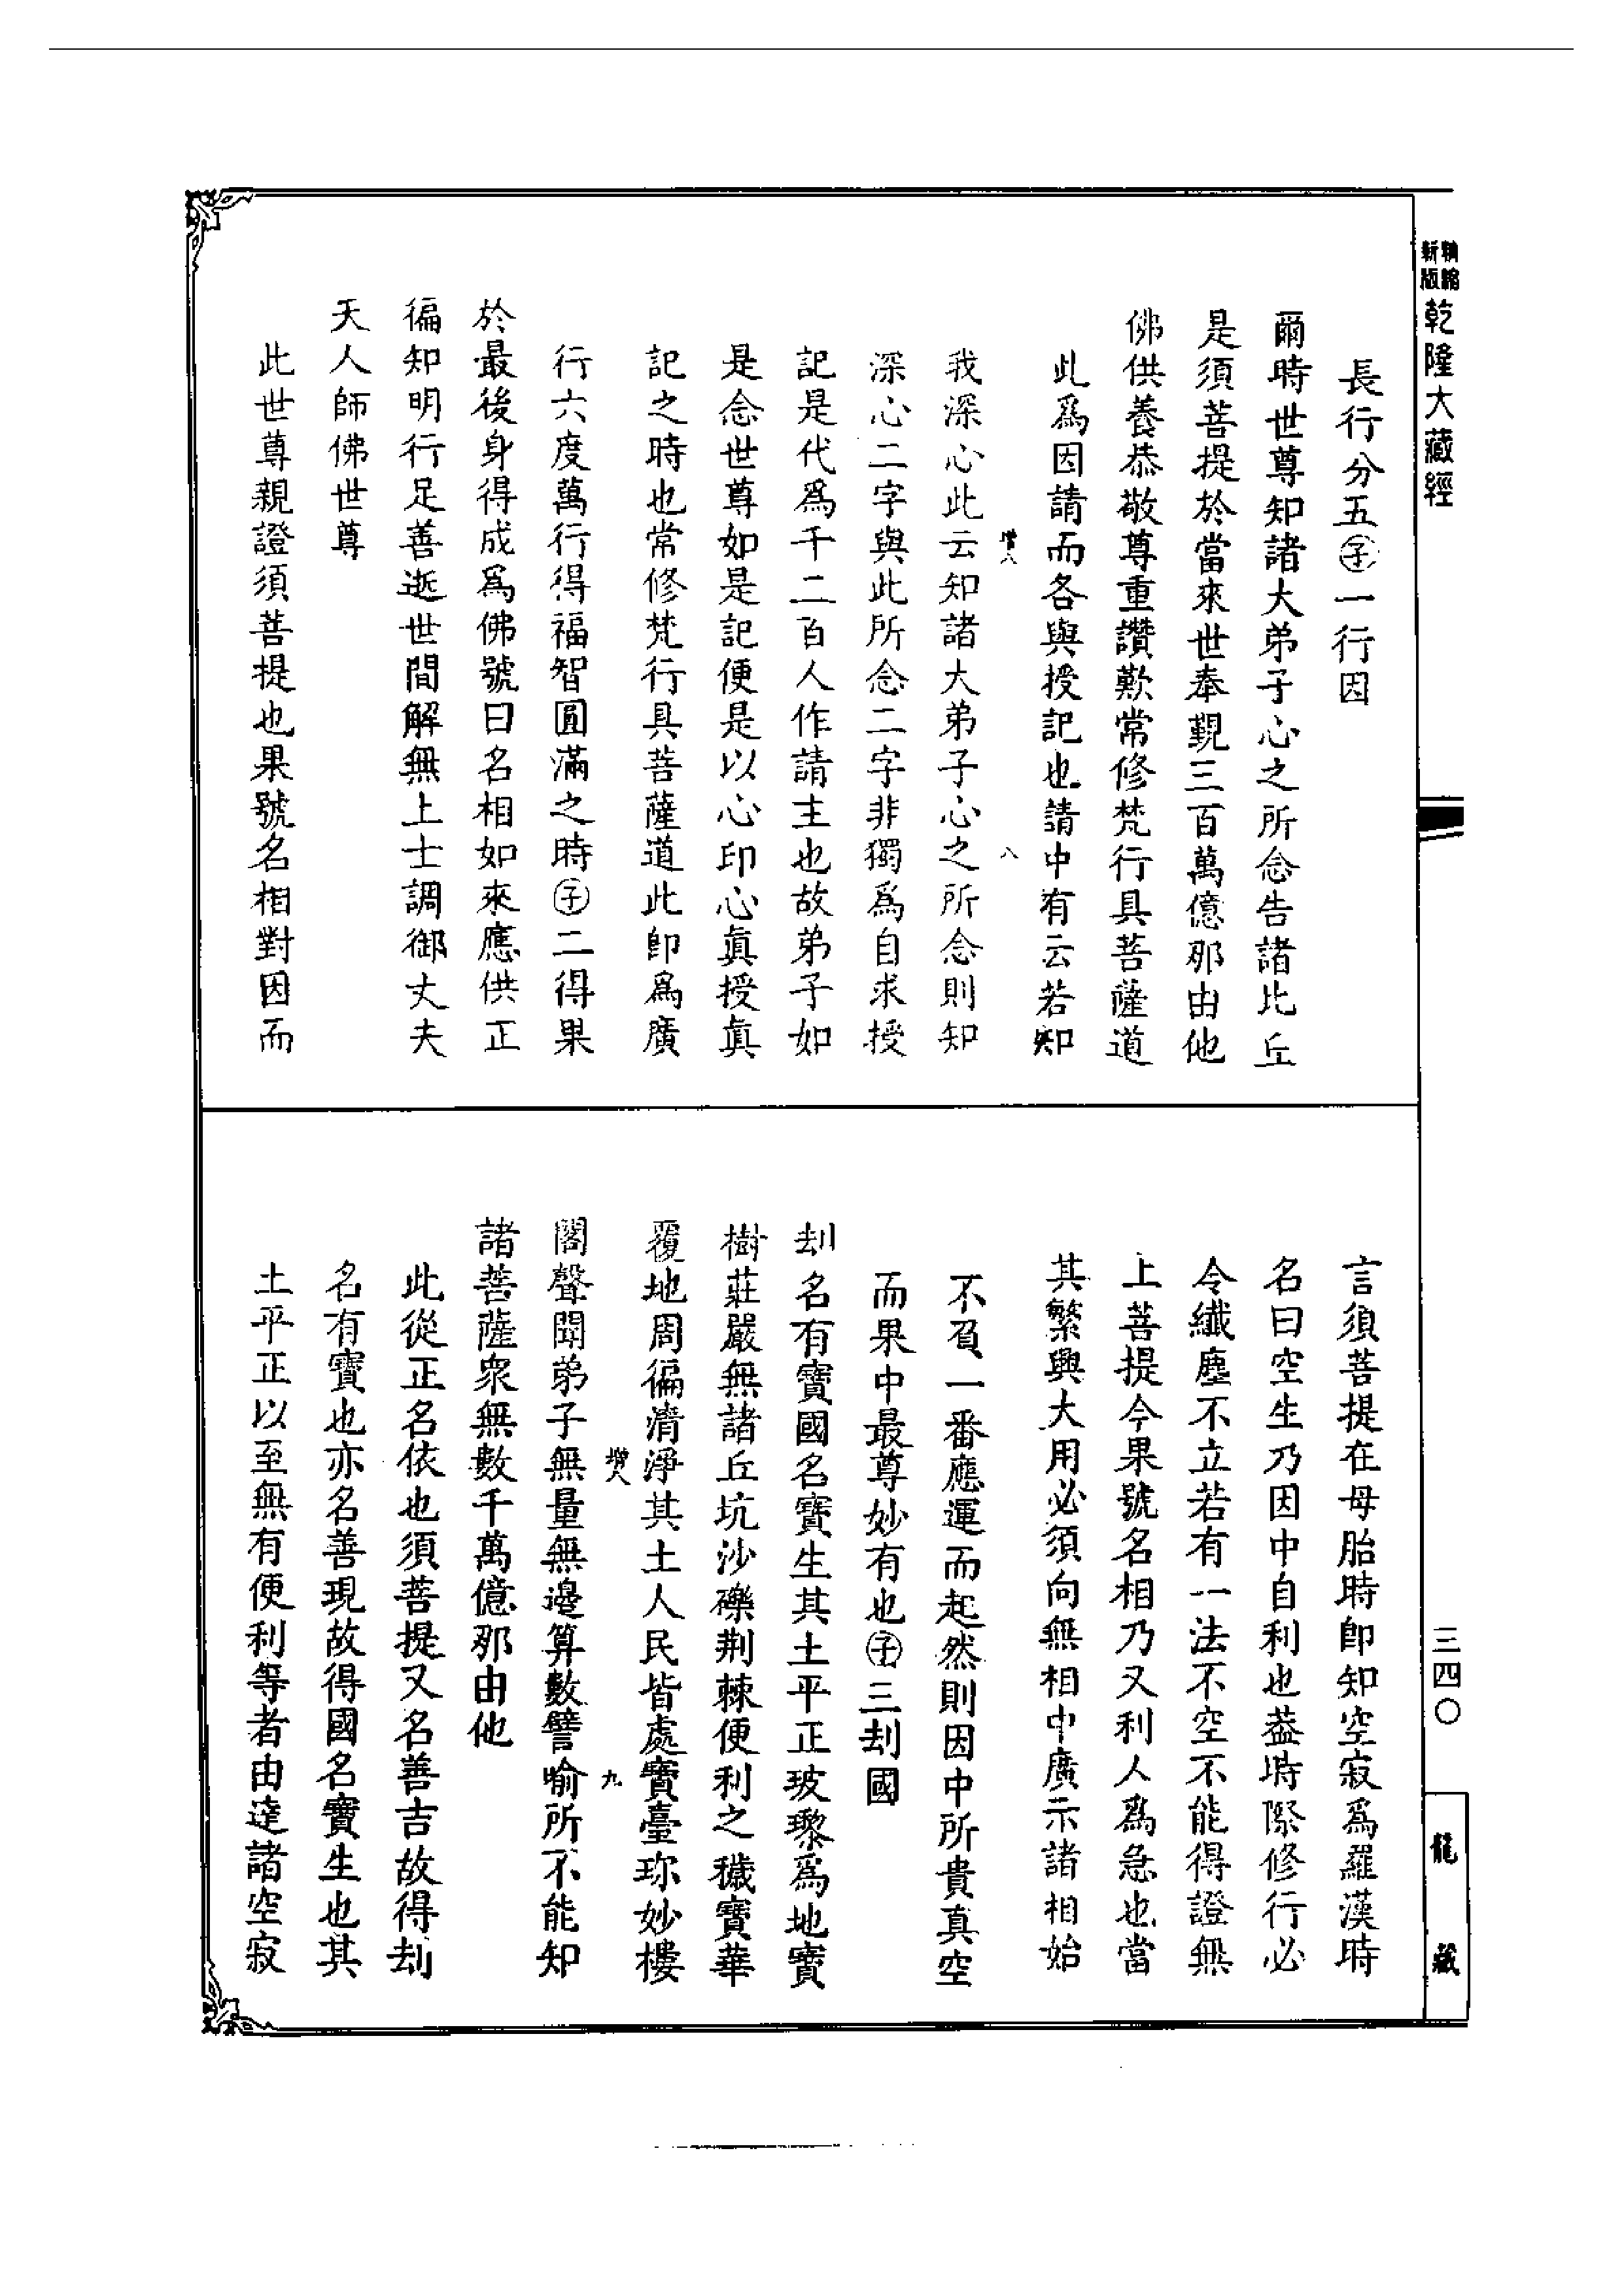 新版
精縮
乾隆大藏經
長行分五㊉子一行因
爾時世尊知諸大弟子心之所念告諸比丘
是須菩提於當來世奉覲三百萬億那由他
佛供養恭敬尊重讚歎常修梵行具菩薩道
此爲因請而各與授記也請中有云若知
增八
八
我深心此云知諸大弟子心之所念則知
深心二字與此所念二字非獨爲自求授
記是代爲千二百人作請主也故弟子如
是念世尊如是記便是以心印心眞授眞
記之時也常修梵行具菩薩道此卽爲廣
行六度萬行得福智圓滿之時子二得果
於最後身得成爲佛號曰名相如來應供正
徧知明行足善逝世間解無上士調御丈夫
天人師佛世尊
此世尊親證須菩提也果號名相對因而
言須菩提在母胎時卽知空寂爲羅漢時
名曰空生乃因中自利也葢塔際修行必
令纖塵不立若有一法不空不能得證無
上菩提今果號名相乃又利人爲急也當
其繁興大用必須向無相中廣示諸相始
不負一番應運而起然則因中所貴真空
而果中最尊妙有也子三刦國
刦名有寶國名寶生其土平正玻瓈爲地寶
樹莊嚴無諸丘坑沙礫荆棘便利之穢寶華
覆地周徧清淨其土人民皆處寶臺珍妙樓
增八
九
閣聲聞弟子無量無邊算數譬喻所不能知
諸菩薩衆無數千萬億那由他
此從正名依也須菩提又名善吉故得刦
名有寶也亦名善現故得國名寶生也其
土平正以至無有便利等者由達諸空寂
三四〇
龍藏